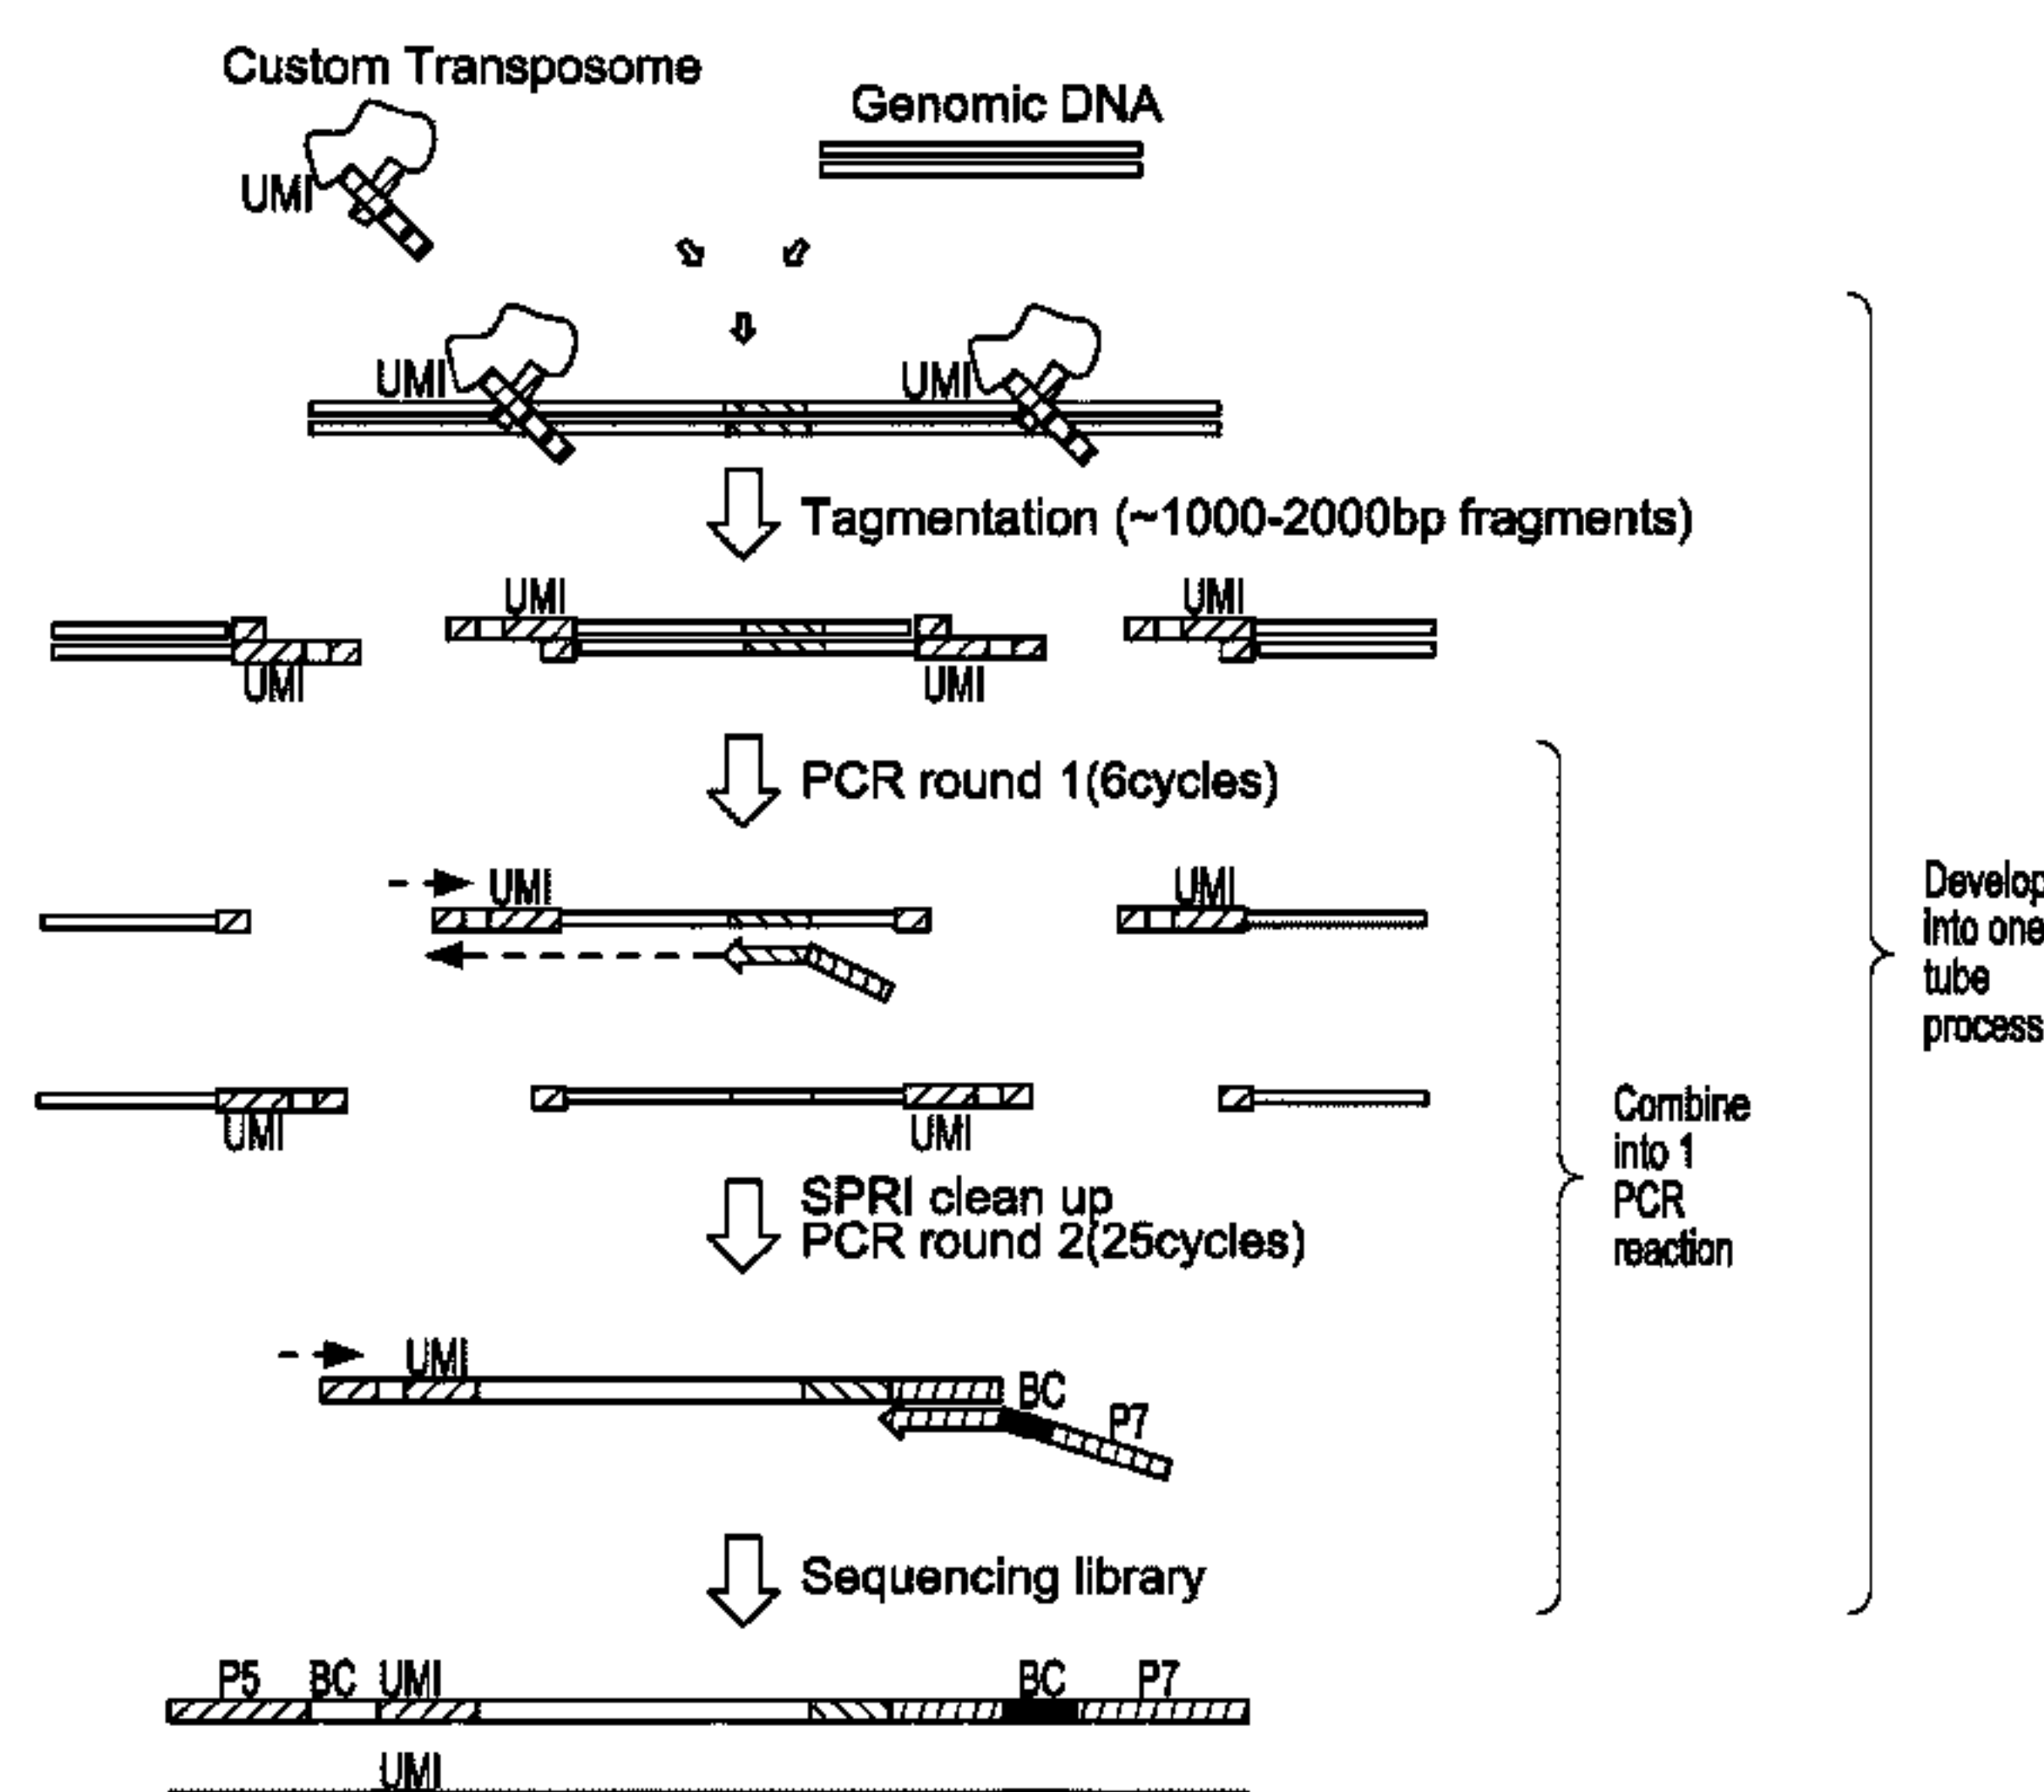 Custom Transposome
Genomic DNA
UMI
UMI
UMI
Tagmentation (~1000-2000bp fragments)
UMI
UMI
UMI
UMI
PCR round 1(6cycles)
UMI
UMI
Develop
into one
tube
process
UMI
UMI
Combine
into 1
PCR
reaction
SPRI clean up
PCR round 2(25cycles)
UMI
BC
P7
Sequencing library
P5 BC UMI BC P7
UMI